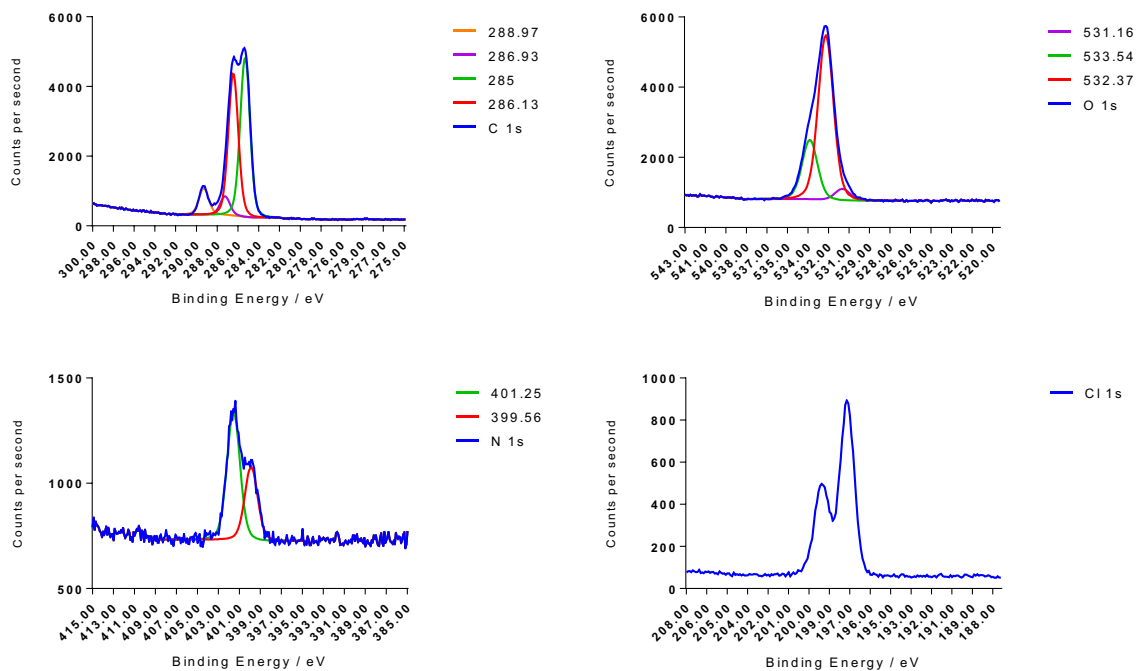 6000
4000
2000
0
Counts per second
300.00 298.00 296.00 294.00 292.00 290.00 288.00 286.00 284.00 282.00 280.00 278.00 276.00 279.00 277.00 275.00
Binding Energy / eV
288.97
286.93
285
286.13
C 1s
6000
4000
2000
0
Counts per second
543.00 541.00 540.00 538.00 537.00 535.00 534.00 532.00 531.00 529.00 528.00 526.00 525.00 523.00 522.00 520.00
Binding Energy / eV
531.16
533.54
532.37
O 1s
1500
1000
500
Counts per second
415.00 413.00 411.00 409.00 407.00 405.00 403.00 401.00 399.00 397.00 395.00 393.00 391.00 389.00 387.00 385.00
Binding Energy / eV
401.25
399.56
N 1s
1000
800
600
400
200
0
Counts per second
208.00 206.00 205.00 204.00 202.00 201.00 200.00 198.00 197.00 196.00 195.00 193.00 192.00 191.00 189.00 188.00
Binding Energy / eV
Cl 1s